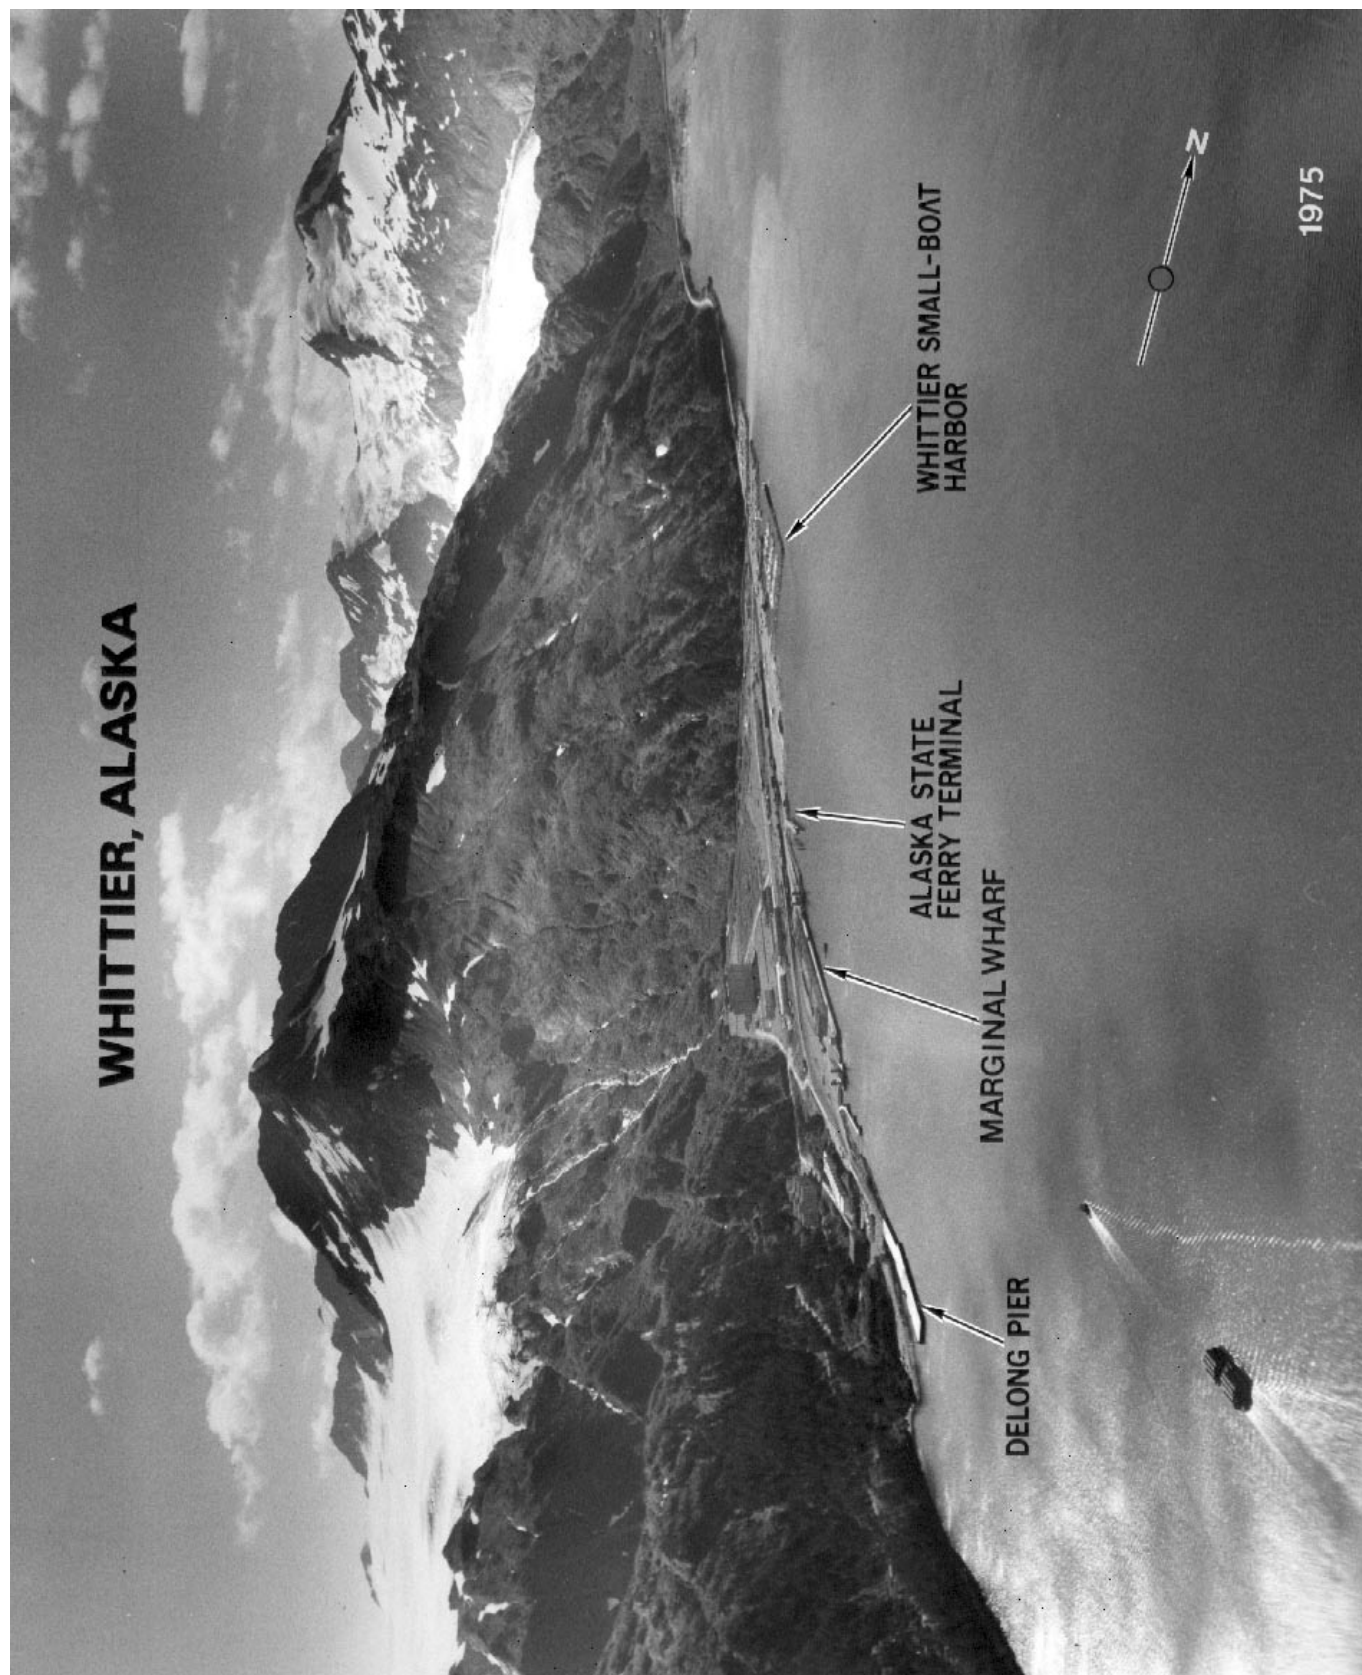 WHITTIER, ALASKA
DELONG PIER
MARGINAL WHARF
ALASKA STATE
FERRY TERMINAL
WHITTIER SMALL-BOAT
HARBOR
N
1975